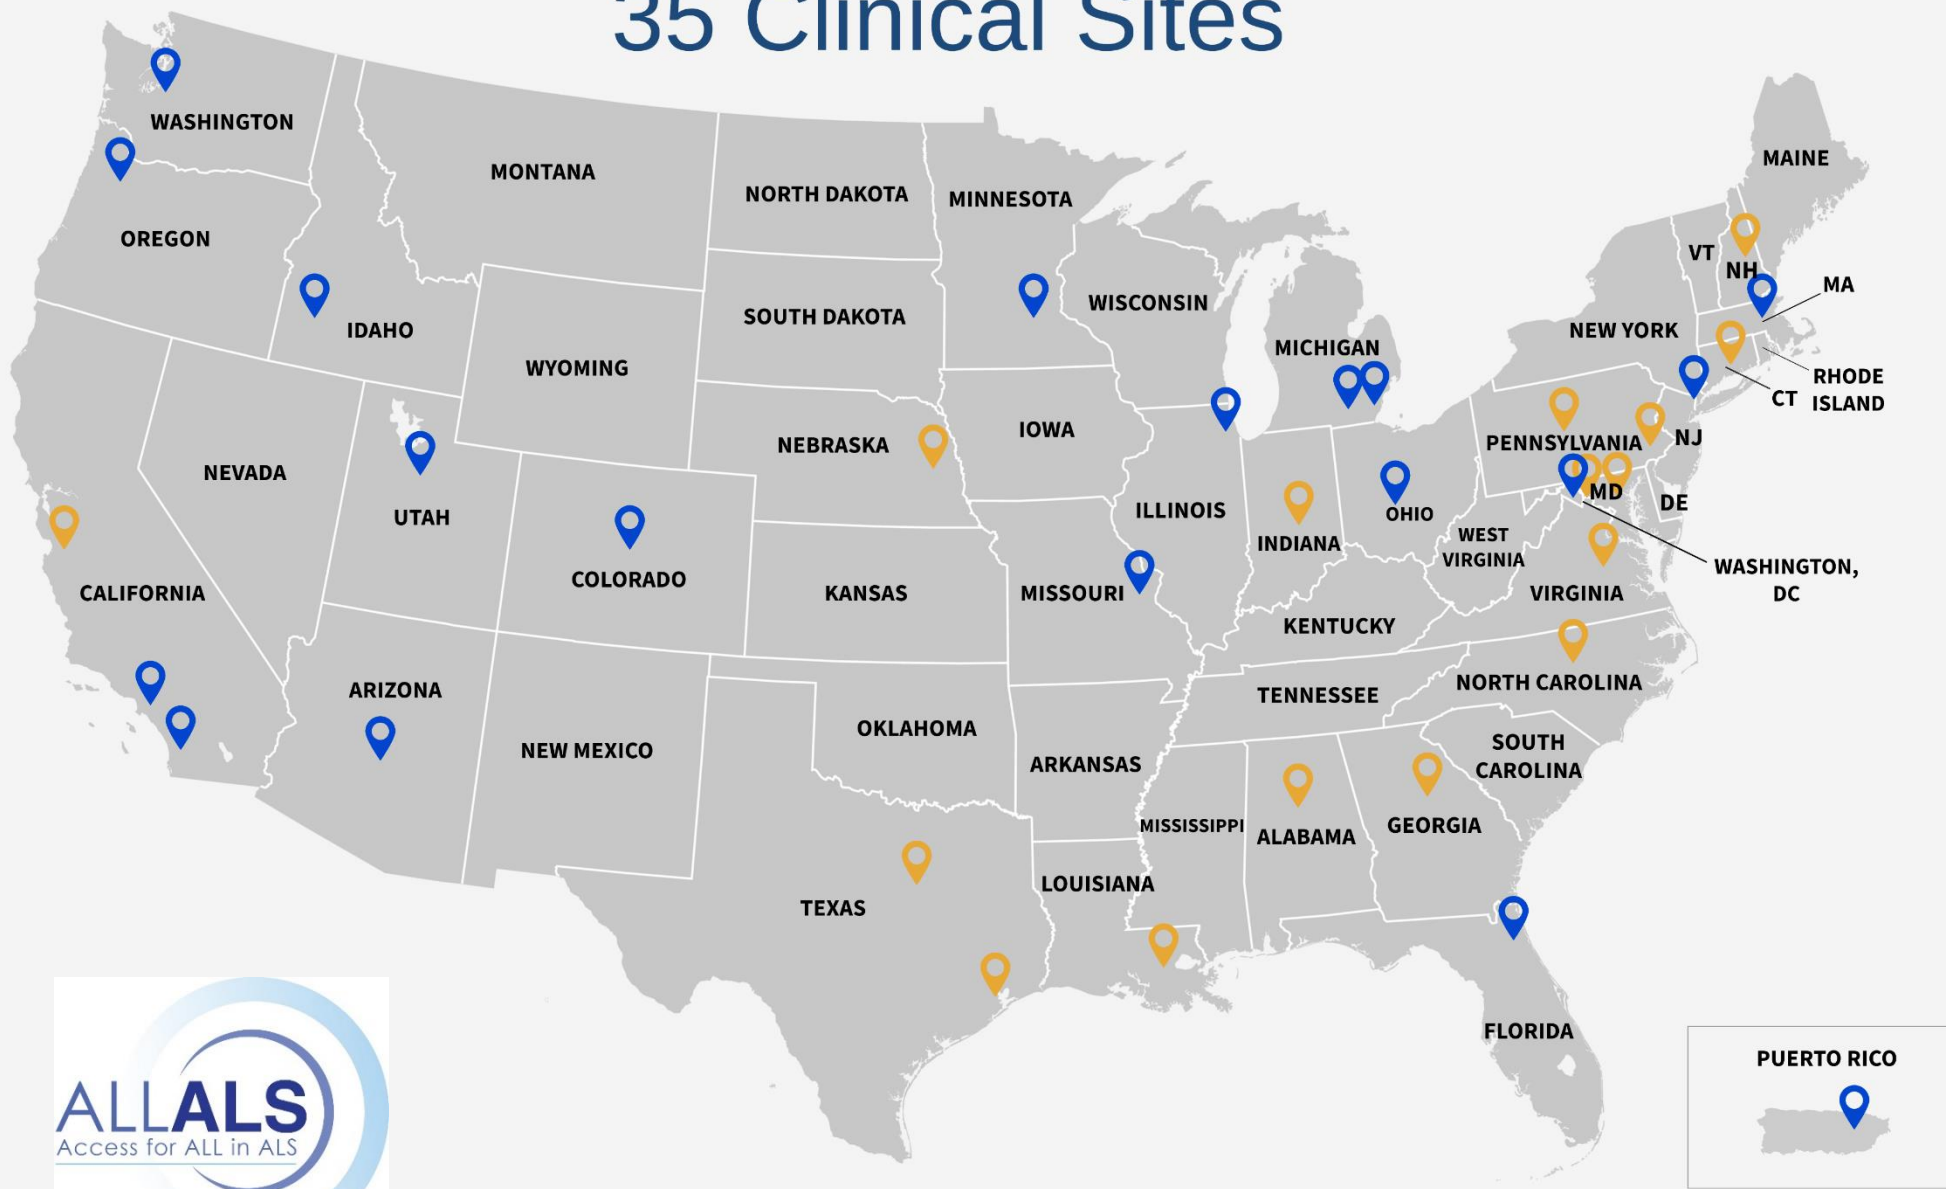 35 Clinical Sites
WASHINGTON
MONTANA
NORTH DAKOTA
MINNESOTA
MAINE
OREGON
IDAHO
WYOMING
SOUTH DAKOTA
WISCONSIN
MICHIGAN
NEW YORK
VT
NH
MA
RHODE
ISLAND
CT
NEVADA
UTAH
COLORADO
NEBRASKA
IOWA
ILLINOIS
INDIANA
OHIO
PENNSYLVANIA
NJ
MD
DE
WEST
VIRGINIA
VIRGINIA
WASHINGTON,
DC
CALIFORNIA
KANSAS
MISSOURI
KENTUCKY
ARIZONA
NEW MEXICO
OKLAHOMA
ARKANSAS
TENNESSEE
NORTH CAROLINA
SOUTH
CAROLINA
MISSISSIPPI
ALABAMA
GEORGIA
TEXAS
LOUISIANA
FLORIDA
PUERTO RICO
ALLALS
Access for ALL in ALS